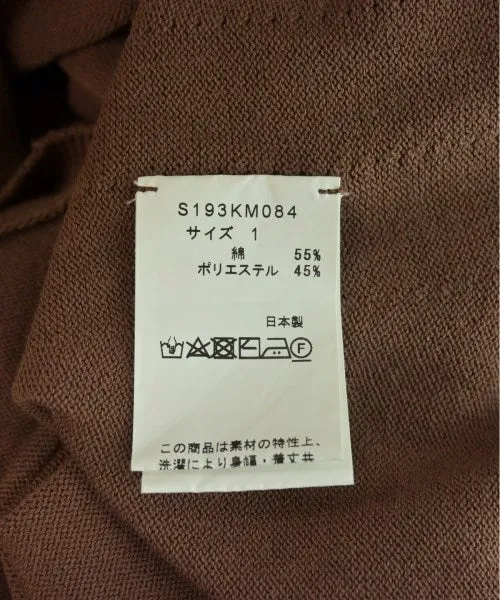 S193KM084
サイズ 1
綿 55%
ポリエステル 45%
日本製
この商品は素材の特性上、
洗濯により身幅・着丈共